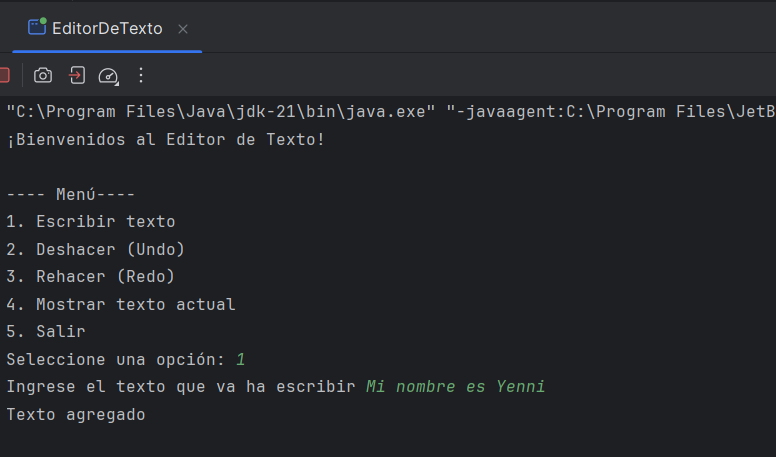 EditorDeTexto
"C:\Program Files\Java\jdk-21\bin\java.exe" "-javaagent:C:\Program Files\JetB
¡Bienvenidos al Editor de Texto!
---- Menú----
1. Escribir texto
2. Deshacer (Undo)
3. Rehacer (Redo)
4. Mostrar texto actual
5. Salir
Seleccione una opción: 1
Ingrese el texto que va ha escribir Mi nombre es Yenni
Texto agregado